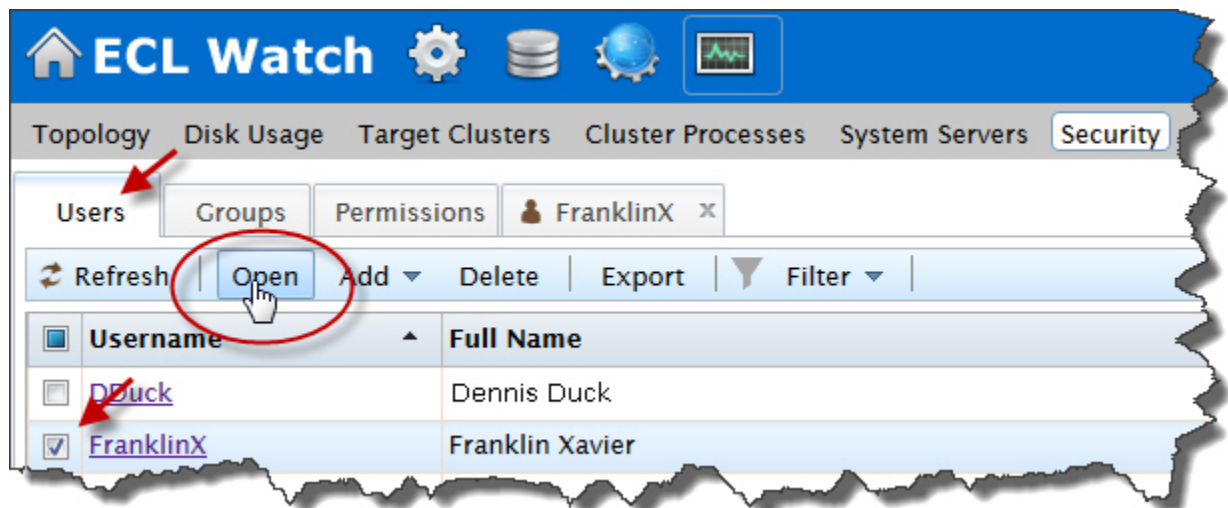 ECL Watch
Topology Disk Usage Target Clusters Cluster Processes System Servers Security
Users Groups Permissions FranklinX x
Refresh Open Add Delete Export Filter
Username Full Name
DDuck Dennis Duck
FranklinX Franklin Xavier